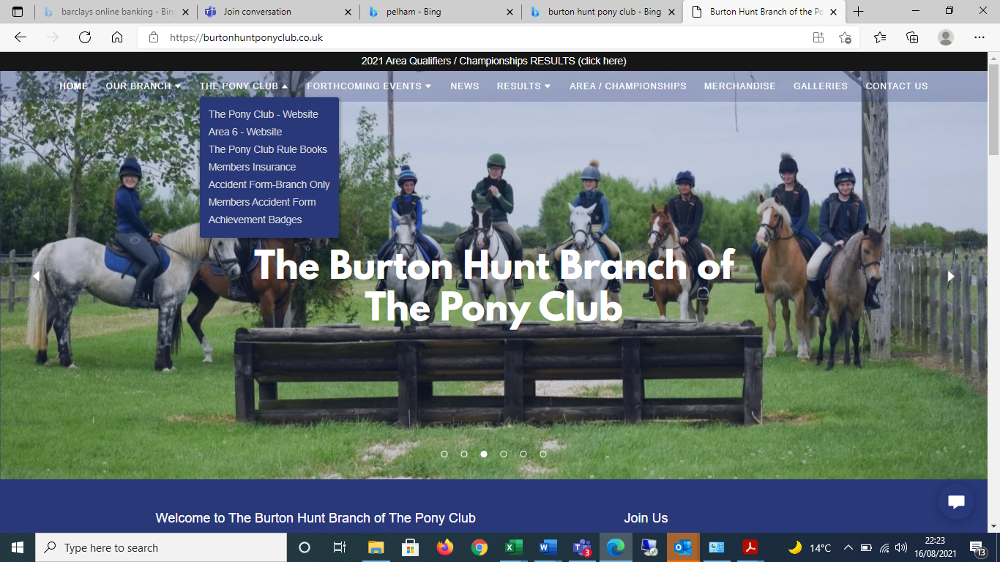 barclays online banking - Bin
Join conversation
pelham - Bing
burton hunt pony club - Bing
Burton Hunt Branch of the Po
https://burtonhuntponyclub.co.uk
2021 Area Qualifiers / Championships RESULTS (click here)
HOME OUR BRANCH THE PONY CLUB FORTHCOMING EVENTS NEWS RESULTS AREA / CHAMPIONSHIPS MERCHANDISE GALLERIES CONTACT US
The Pony Club - Website
Area 6 - Website
The Pony Club Rule Books
Members Insurance
Accident Form-Branch Only
Members Accident Form
Achievement Badges
The Burton Hunt Branch of
The Pony Club
Welcome to The Burton Hunt Branch of The Pony Club
Join Us
Type here to search
3
14°C
22:23
16/08/2021
13